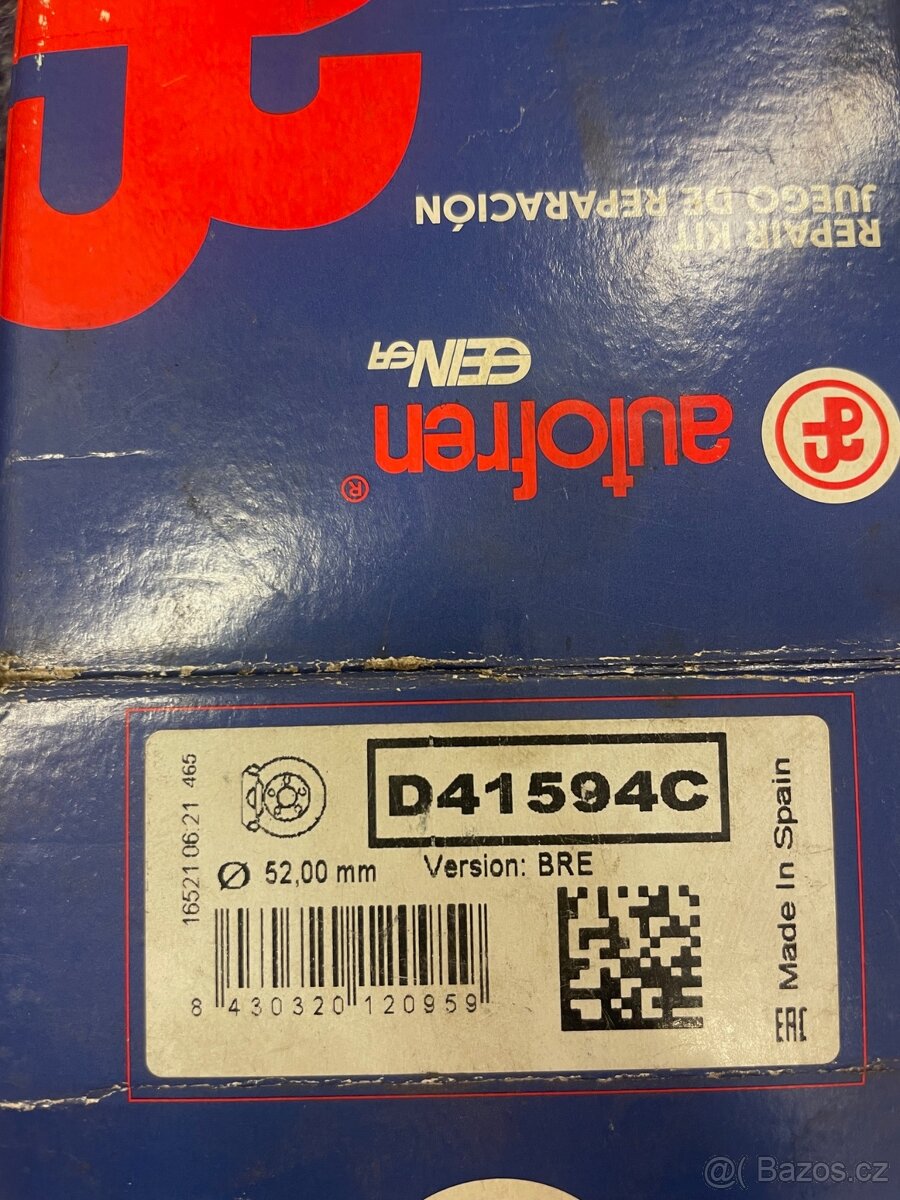 REPAIR KIT
JUEGO DE REPARACIÓN
autofren®
SEINSA
D41594C
Ø 52,00 mm
Version: BRE
8 430320 120959
16521 06.21 465
Made In Spain
EAC
@( Bazos.cz